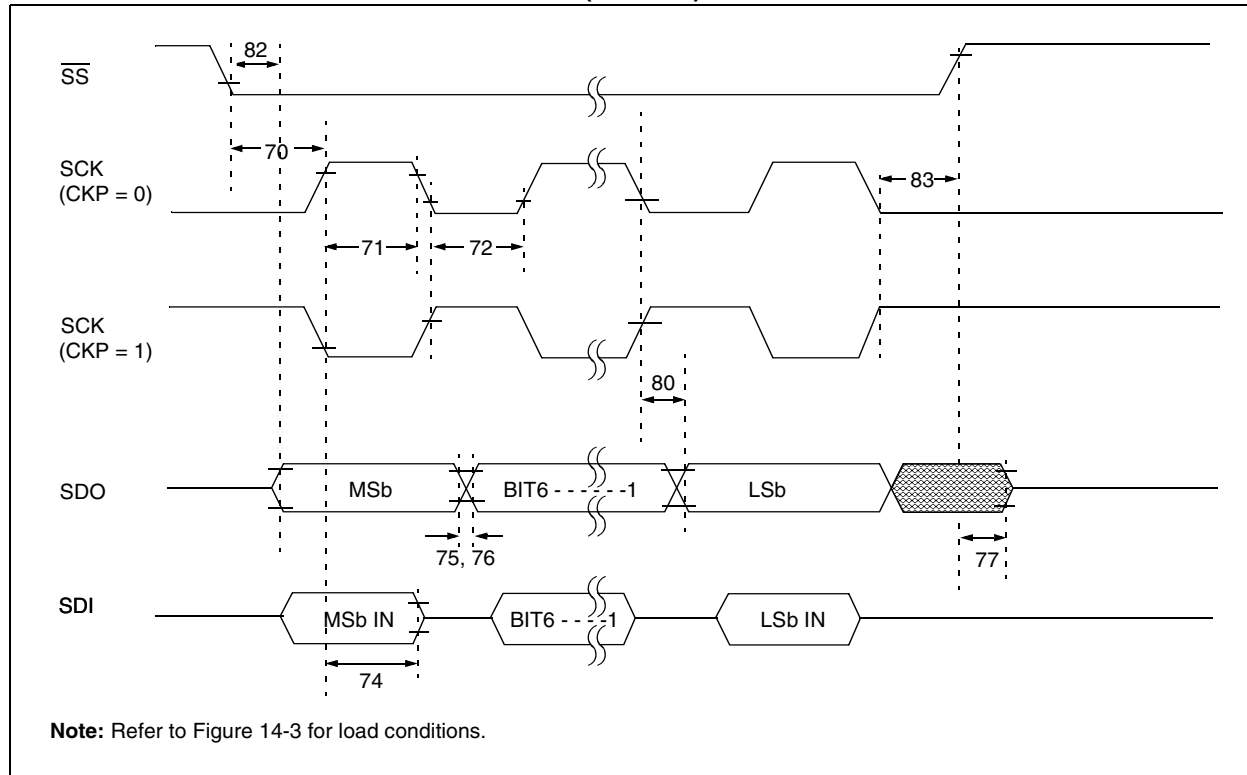 82
SS
70
SCK
(CKP = 0)
83
71
72
SCK
(CKP = 1)
80
SDO
MSb
BIT6 - - - - - -1
LSb
75, 76
77
SDI
MSb IN
BIT6 - - - -1
LSb IN
74
Note: Refer to Figure 14-3 for load conditions.